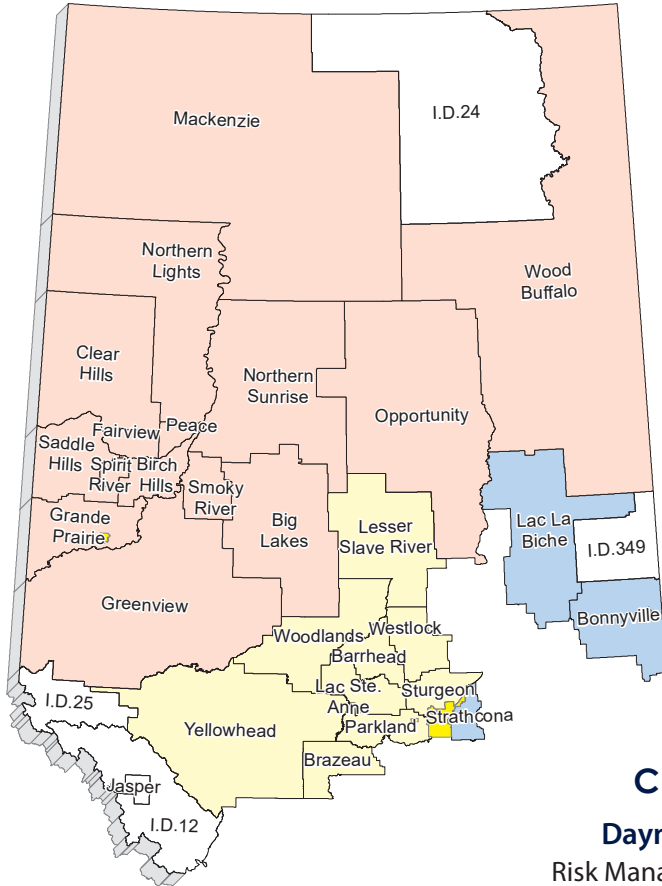 Mackenzie
I.D.24
Northern
Lights
Wood
Buffalo
Clear
Hills
Northern
Sunrise
Opportunity
Peace
Fairview
Saddle
Hills
Spirit
River
Birch
Hills
Smoky
River
Grande
Prairie
Big
Lakes
Lesser
Slave River
Lac La
Biche
I.D.349
Bonnyville
Greenview
Woodlands
Westlock
Barrhead
Lac Ste.
Anne
Sturgeon
I.D.25
Yellowhead
Parkland
Strathcona
Brazeau
Jasper
I.D.12
C
Dayn
Risk Mana